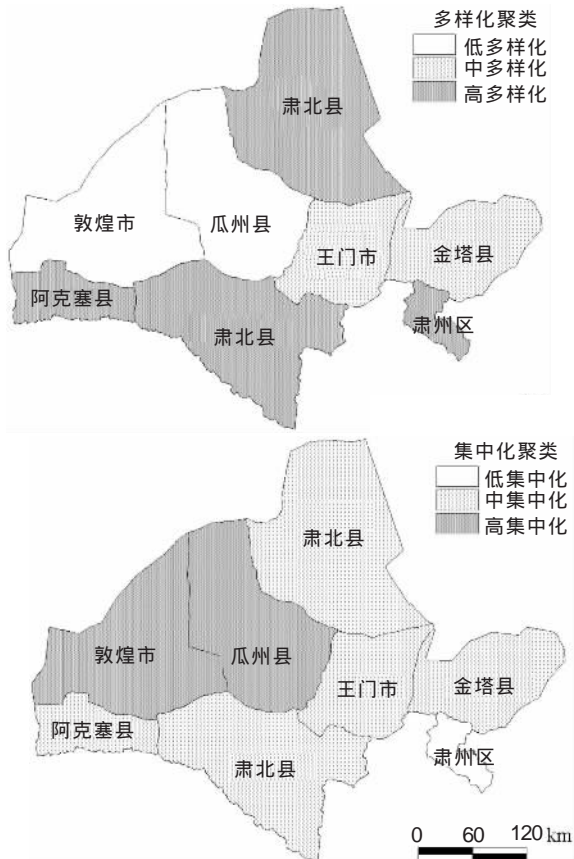 多样化聚类
低多样化
中多样化
高多样化
肃北县
敦煌市
瓜州县
王门市
金塔县
阿克塞县
肃北县
肃州区
集中化聚类
低集中化
中集中化
高集中化
肃北县
敦煌市
瓜州县
王门市
金塔县
阿克塞县
肃北县
肃州区
0 60 120 km